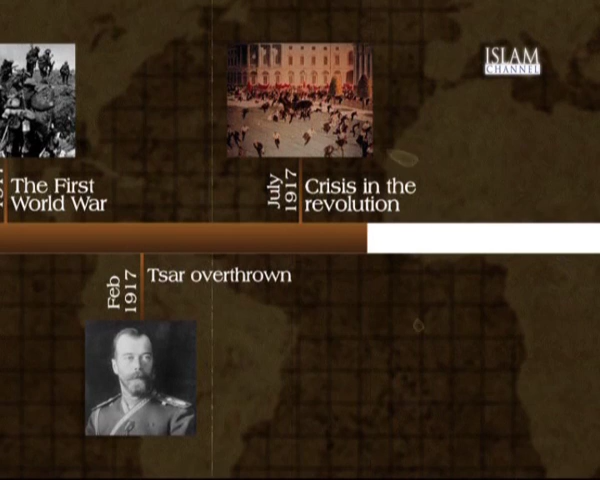 ISLAM
CHANNEL
The First
World War
July
1917
Crisis in the
revolution
Feb
1917
Tsar overthrown